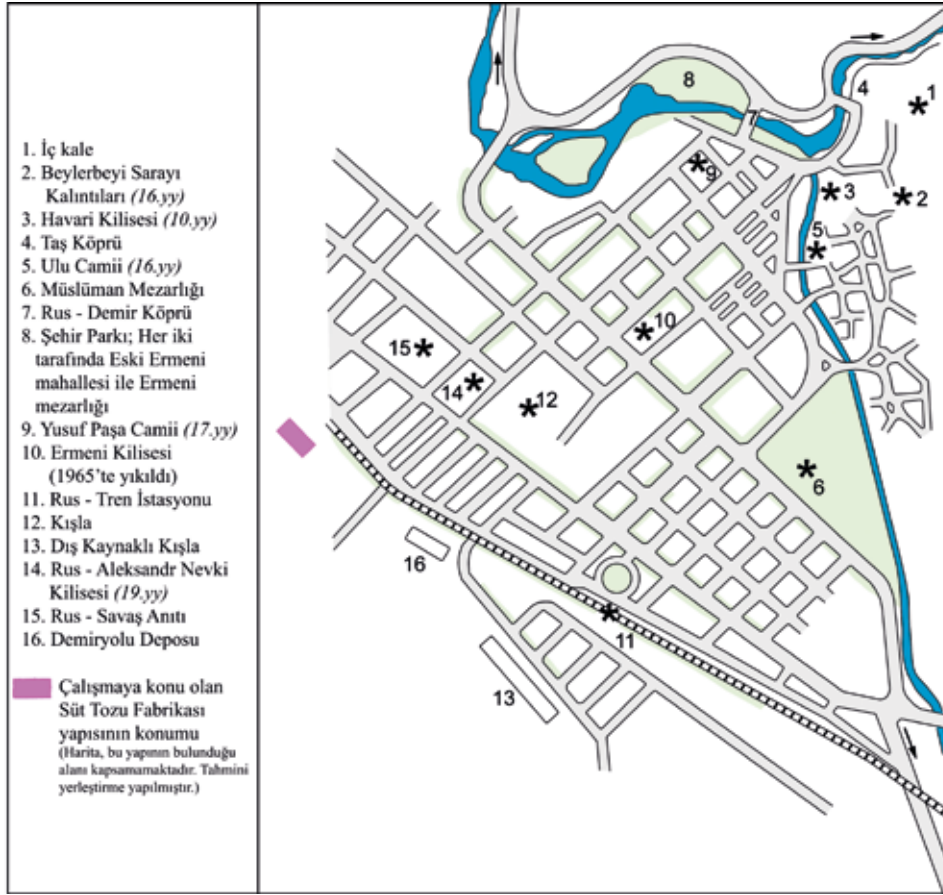 1. İç kale
2. Beylerbeyi Sarayı
Kalıntıları (16.yy)
3. Havari Kilisesi (10.yy)
4. Taş Köprü
5. Ulu Camii (16.yy)
6. Müslüman Mezarlığı
7. Rus - Demir Köprü
8. Şehir Parkı; Her iki
tarafında Eski Ermeni
mahallesi ile Ermeni
mezarlığı
9. Yusuf Paşa Camii (17.yy)
10. Ermeni Kilisesi
(1965'te yıkıldı)
11. Rus - Tren İstasyonu
12. Kışla
13. Dış Kaynaklı Kışla
14. Rus - Aleksandr Nevki
Kilisesi (19.yy)
15. Rus - Savaş Anıtı
16. Demiryolu Deposu
Çalışmaya konu olan
Süt Tozu Fabrikası
yapısının konumu
(Harita, bu yapının bulunduğu
alanı kapsamamaktadır. Tahmini
yerleştirme yapılmıştır.)
8
4
1
7
9
3
2
5
10
15
14
12
6
16
11
13